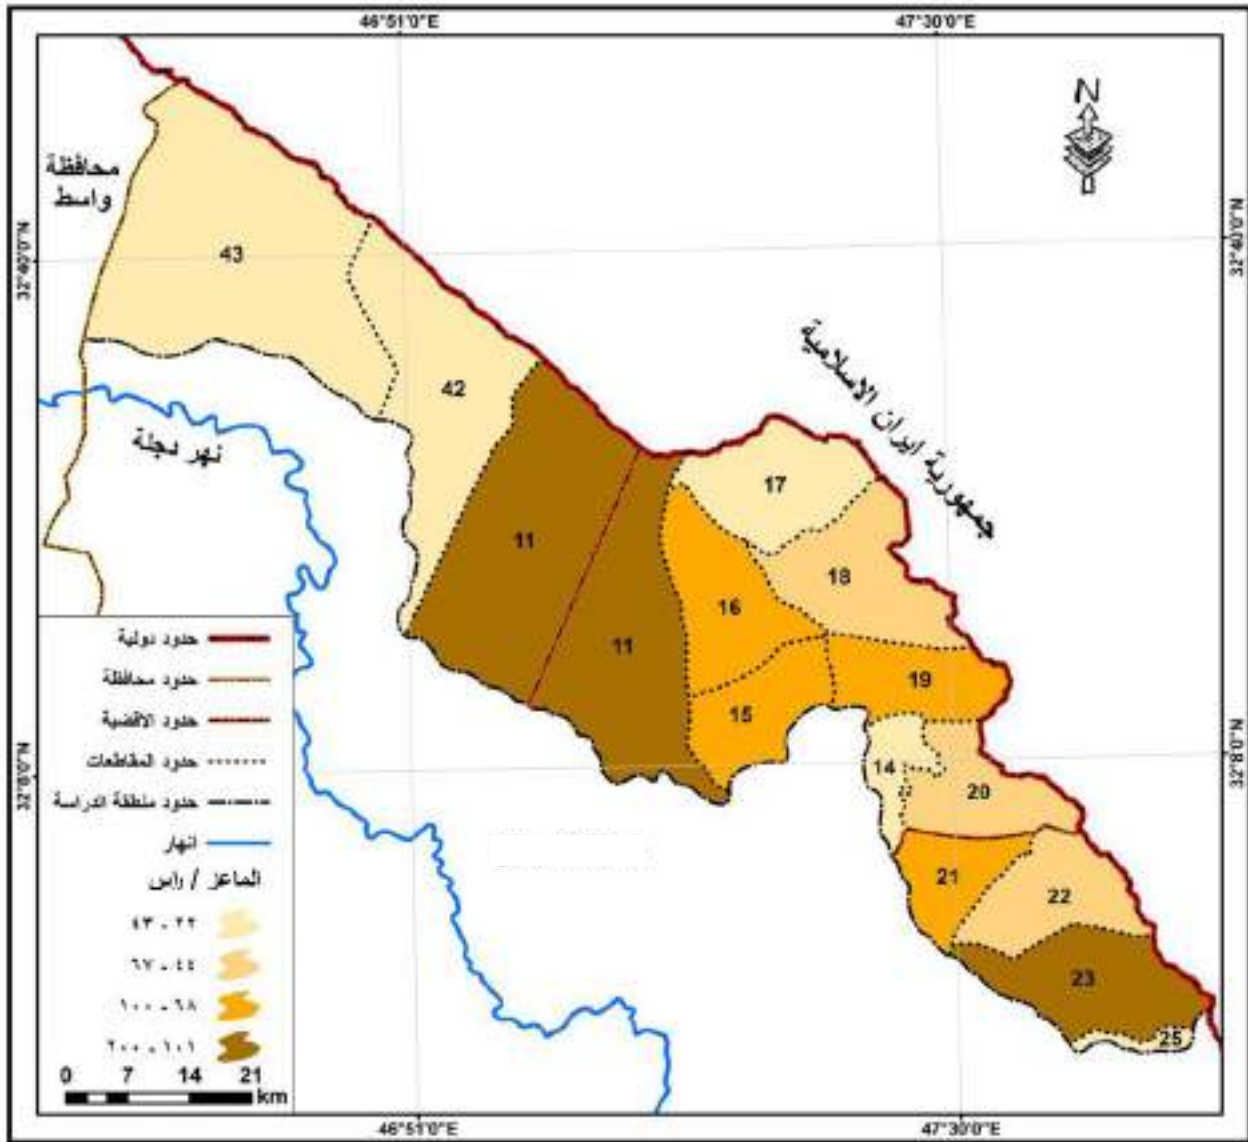 46°51'0"E
47°30'0"E
N
محافظة
واسط
32°40'0"N
32°40'0"N
43
جمهورية ايران الاسلامية
42
نهر دجلة
17
11
18
16
11
19
15
14
20
21
22
23
25
32°8'0"N
32°8'0"N
حدود دولية
حدود محافظة
حدود الاقضية
حدود المقاطعات
حدود منطقة الدراسة
انهار
الماعز / راس
٢٢ - ٤٣
٤٤ - ٦٧
٦٨ - ١٠٠
١٠١ - ٢٠٠
0 7 14 21
km
46°51'0"E
47°30'0"E